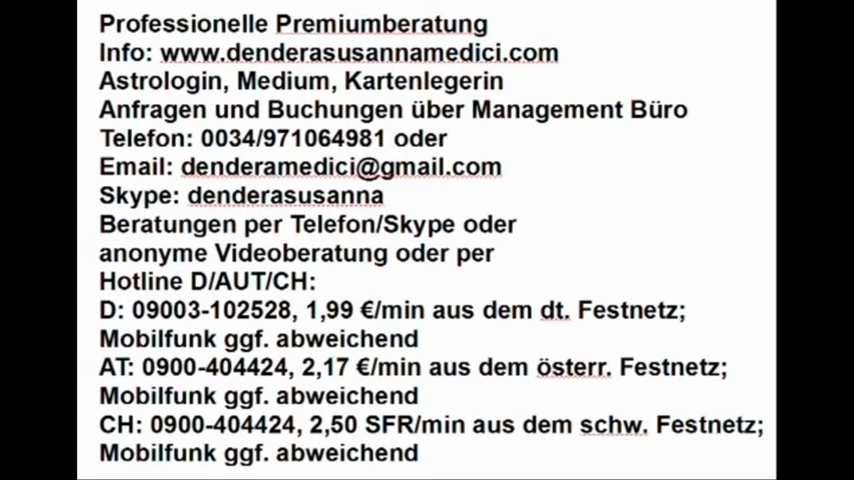 Professionelle Premiumberatung
Info: www.denderasusannamedici.com
Astrologin, Medium, Kartenlegerin
Anfragen und Buchungen über Management Büro
Telefon: 0034/971064981 oder
Email: denderamedici@gmail.com
Skype: denderasusanna
Beratungen per Telefon/Skype oder
anonyme Videoberatung oder per
Hotline D/AUT/CH:
D: 09003-102528, 1,99 €/min aus dem dt. Festnetz;
Mobilfunk ggf. abweichend
AT: 0900-404424, 2,17 €/min aus dem österr. Festnetz;
Mobilfunk ggf. abweichend
CH: 0900-404424, 2,50 SFR/min aus dem schw. Festnetz;
Mobilfunk ggf. abweichend